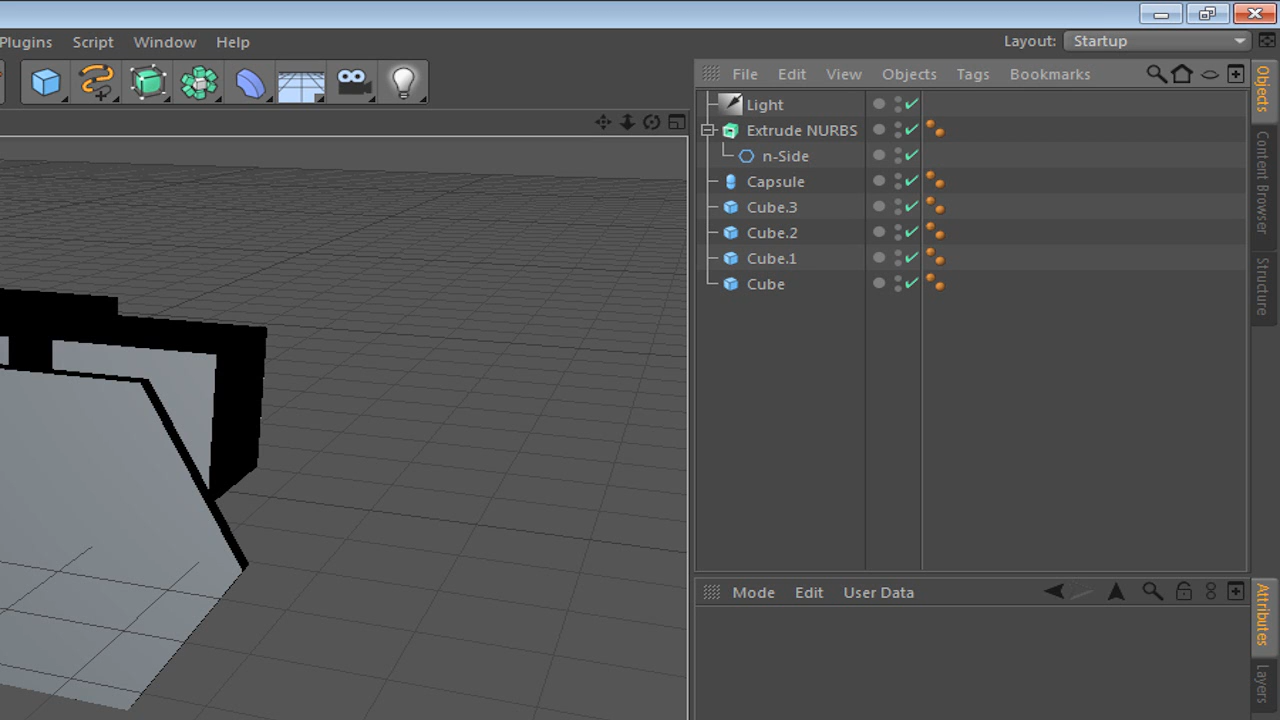 Plugins Script Window Help
Layout: Startup
File Edit View Objects Tags Bookmarks
Light
Extrude NURBS
n-Side
Capsule
Cube.3
Cube.2
Cube.1
Cube
Objects
Content Browser
Structure
Mode Edit User Data
Attributes
Layers